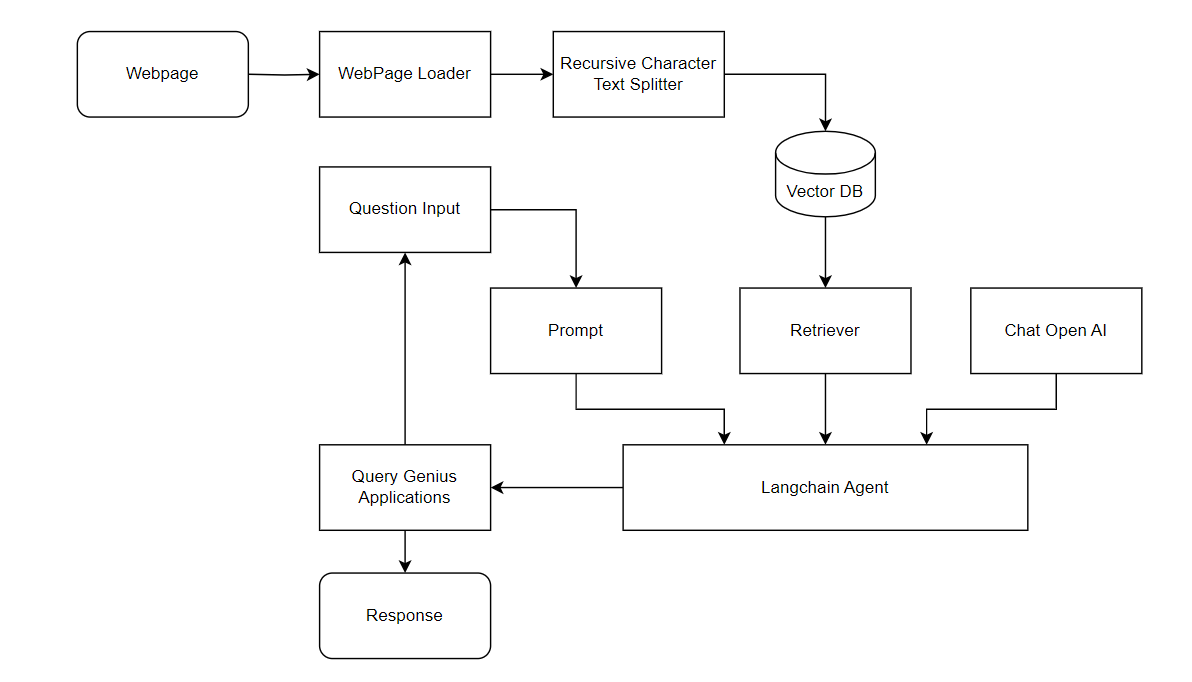 Webpage
WebPage Loader
Recursive Character
Text Splitter
Vector DB
Question Input
Prompt
Retriever
Chat Open AI
Query Genius
Applications
Langchain Agent
Response